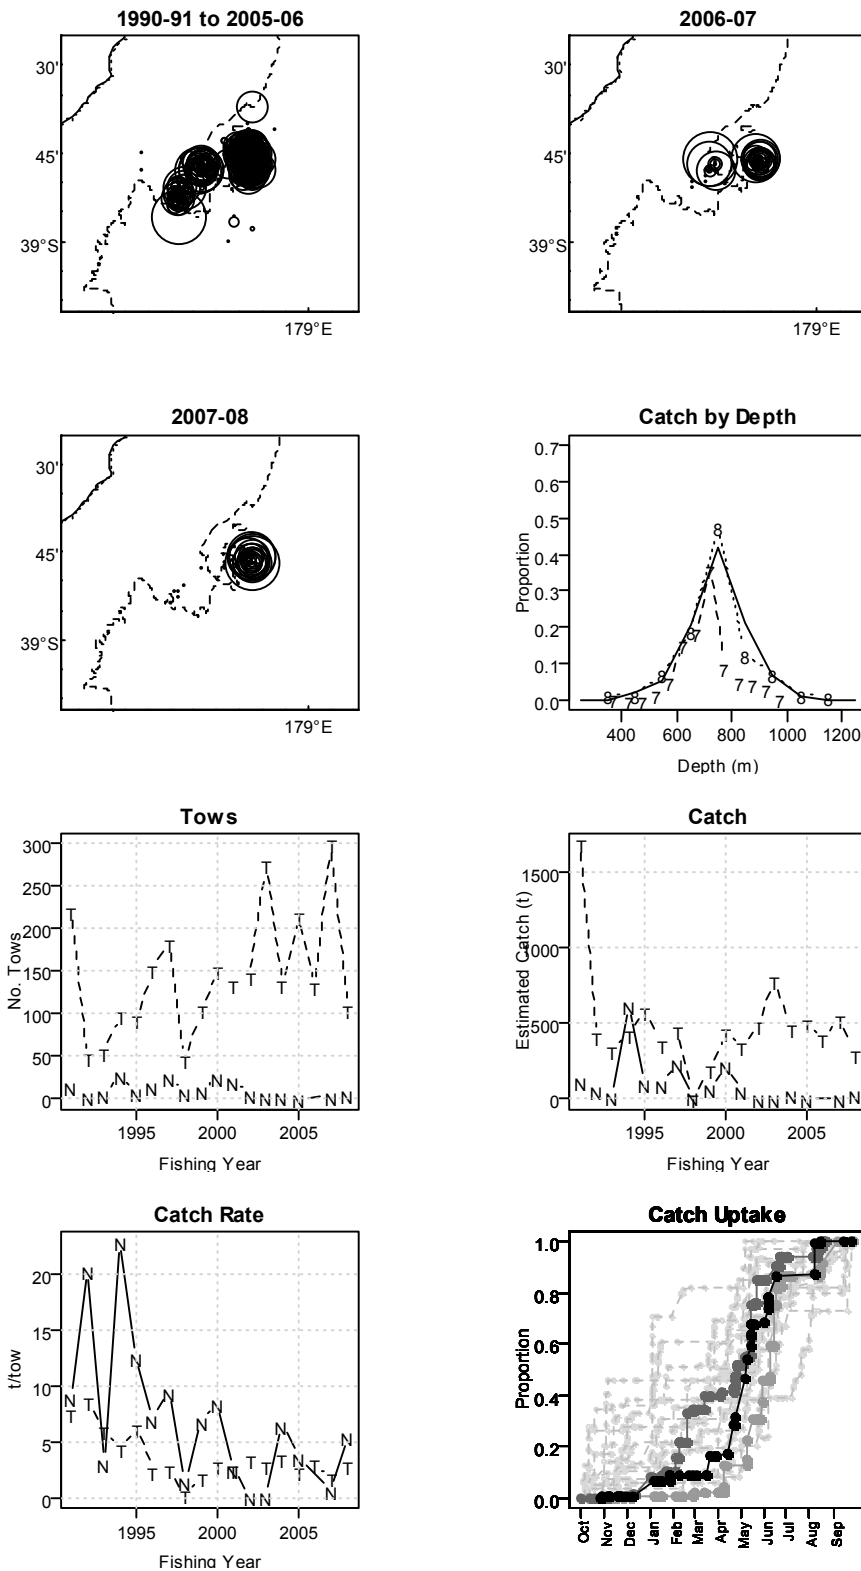 1990-91 to 2005-06
30'
45'
39°S
179°E
2006-07
30'
45'
39°S
179°E
2007-08
30'
45'
39°S
179°E
Catch by Depth
Proportion
0.7
0.6
0.5
0.4
0.3
0.2
0.1
0.0
400 600 800 1000 1200
Depth (m)
Tows
No. Tows
300
250
200
150
100
50
0
1995 2000 2005
Fishing Year
Catch
Estimated Catch (t)
1500
1000
500
0
1995 2000 2005
Fishing Year
Catch Rate
t/tow
20
15
10
5
0
1995 2000 2005
Fishing Year
Catch Uptake
Proportion
1.0
0.8
0.6
0.4
0.2
0.0
Oct Nov Dec Jan Feb Mar Apr May Jun Jul Aug Sep